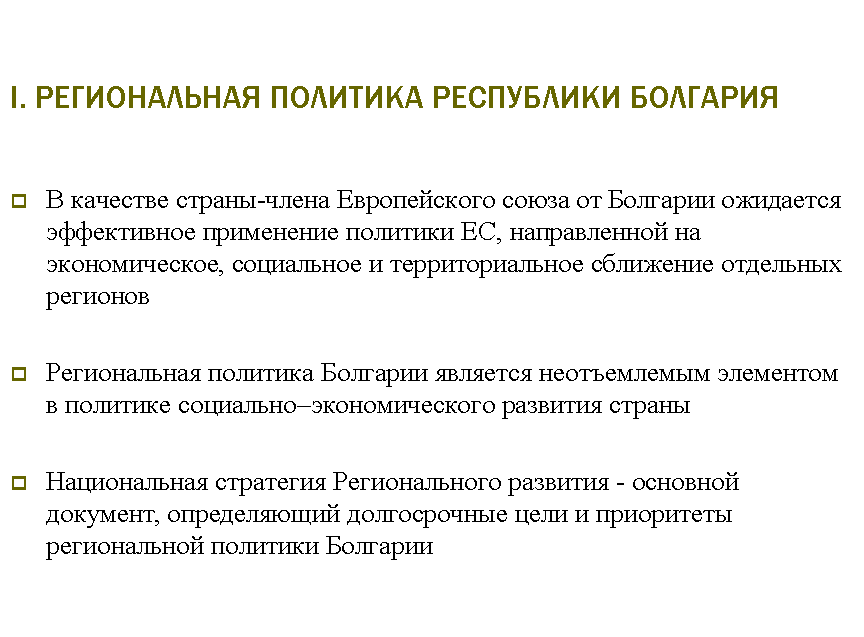 I. РЕГИОНАЛЬНАЯ ПОЛИТИКА РЕСПУБЛИКИ БОЛГАРИЯ
В качестве страны-члена Европейского союза от Болгарии ожидается
эффективное применение политики ЕС, направленной на
экономическое, социальное и территориальное сближение отдельных
регионов
Региональная политика Болгарии является неотъемлемым элементом
в политике социально–экономического развития страны
Национальная стратегия Регионального развития - основной
документ, определяющий долгосрочные цели и приоритеты
региональной политики Болгарии